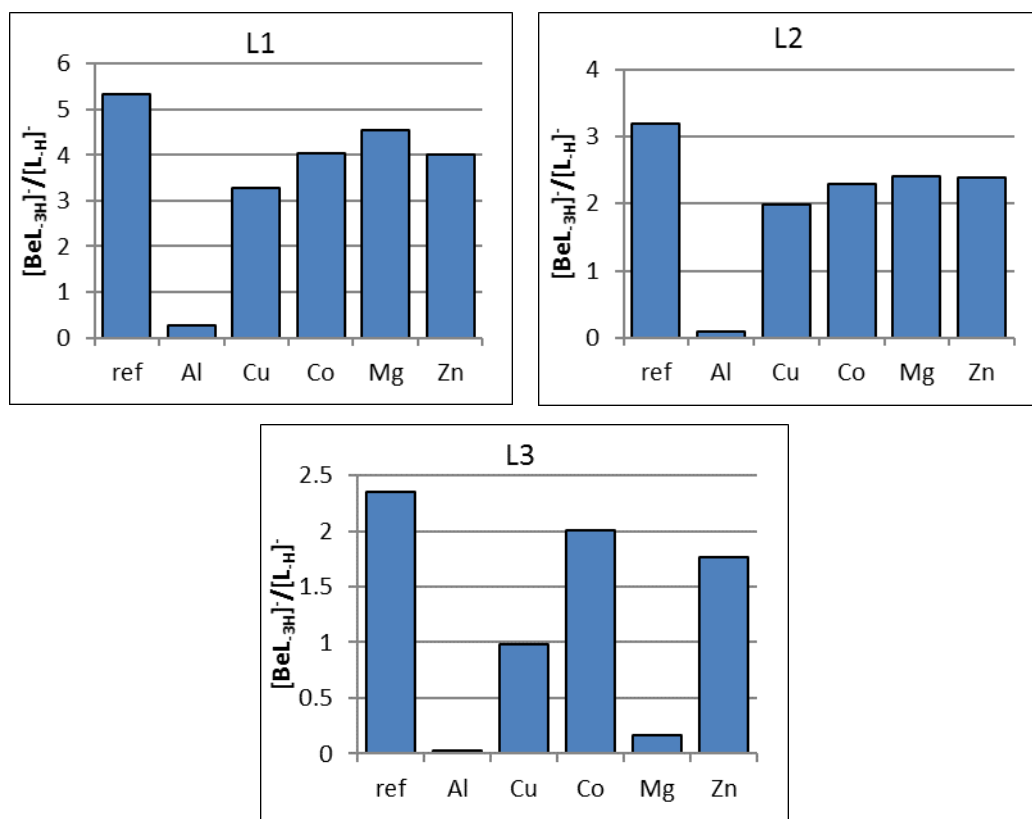 L1
[BeL-3H]-/[L-H]-
6
5
4
3
2
1
0
ref Al Cu Co Mg Zn
L2
[BeL-3H]-/[L-H]-
4
3
2
1
0
ref Al Cu Co Mg Zn
L3
[BeL-3H]-/[L-H]-
2.5
2
1.5
1
0.5
0
ref Al Cu Co Mg Zn